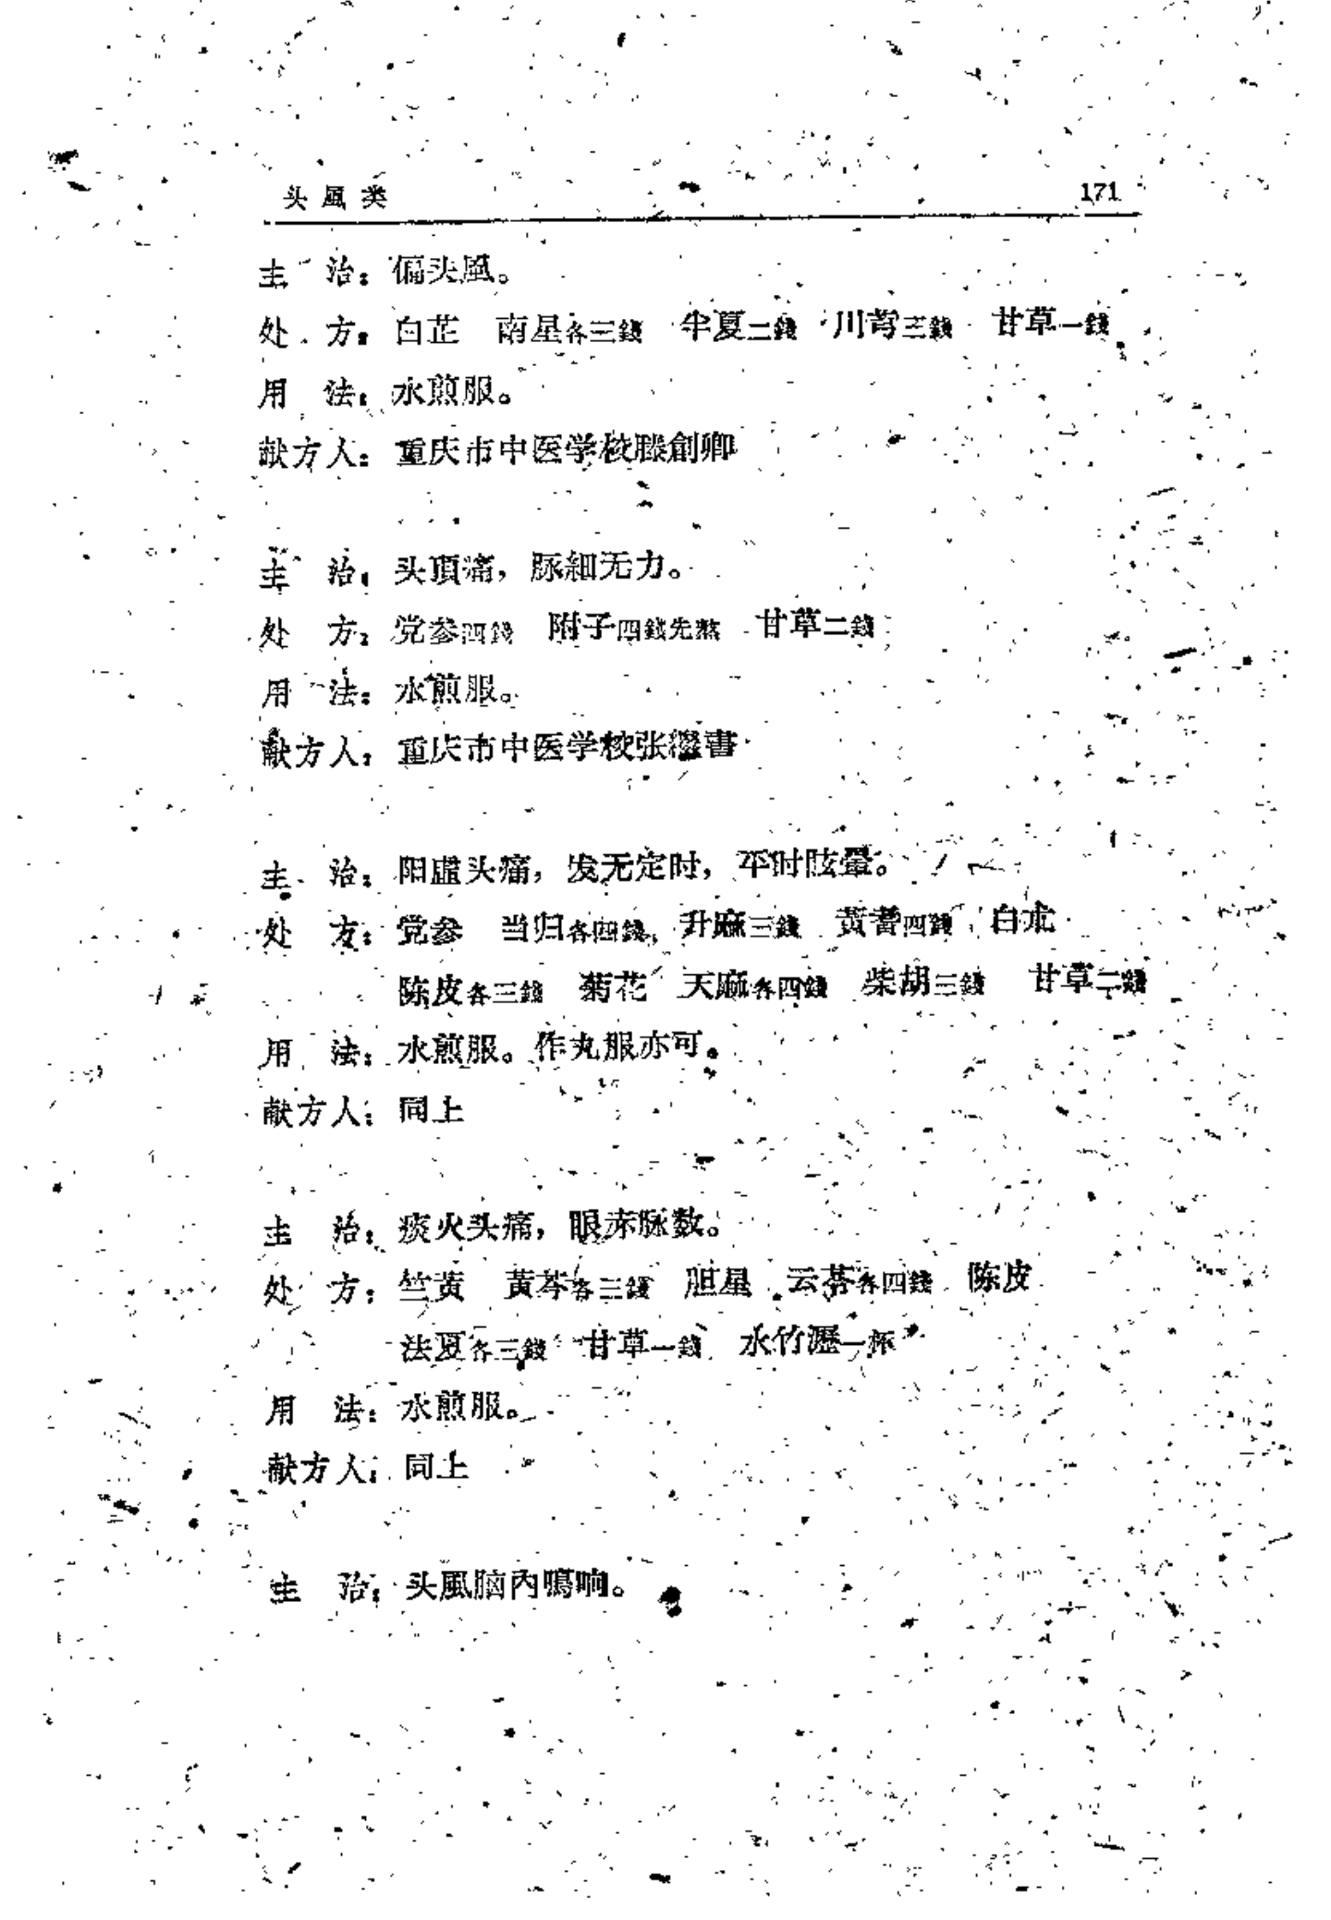 头風类 171
主 治：偏头風。
处 方：白芷 南星各三錢 半夏二錢 川芎三錢 甘草一錢
用 法：水煎服。
献方人：重庆市中医学校滕創卿
主 治：头頂痛，脉細无力。
处 方：党参四錢 附子四錢先熬 甘草二錢
用 法：水煎服。
献方人：重庆市中医学校张書
主 治：阳虛头痛，发无定时，平时眩暈。
处 方：党参 当归各四錢 升麻三錢 黄蓍四錢 白朮
陈皮各三錢 菊花 天麻各四錢 柴胡三錢 甘草二錢
用 法：水煎服。作丸服亦可。
献方人：同上
主 治：痰火头痛，眼赤脉数。
处 方：竺黄 黄芩各三錢 胆星 云苓各四錢 陈皮
法夏各三錢 甘草一錢 水竹瀝一杯
用 法：水煎服。
献方人：同上
主 治：头風脑內鳴响。